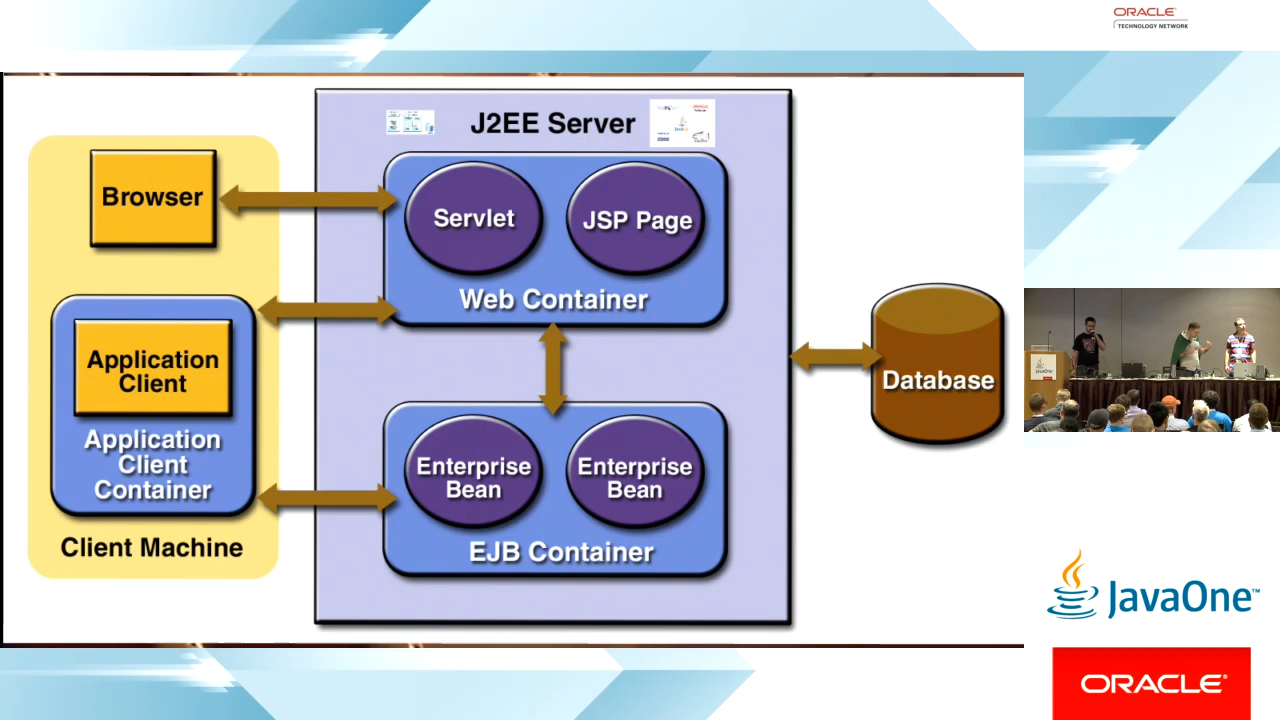 ORACLE
TECHNOLOGY NETWORK
J2EE Server
Browser
Servlet
JSP Page
Web Container
Application
Client
Application
Client
Container
Client Machine
Enterprise
Bean
Enterprise
Bean
EJB Container
Database
JavaOne
JavaOne™
ORACLE